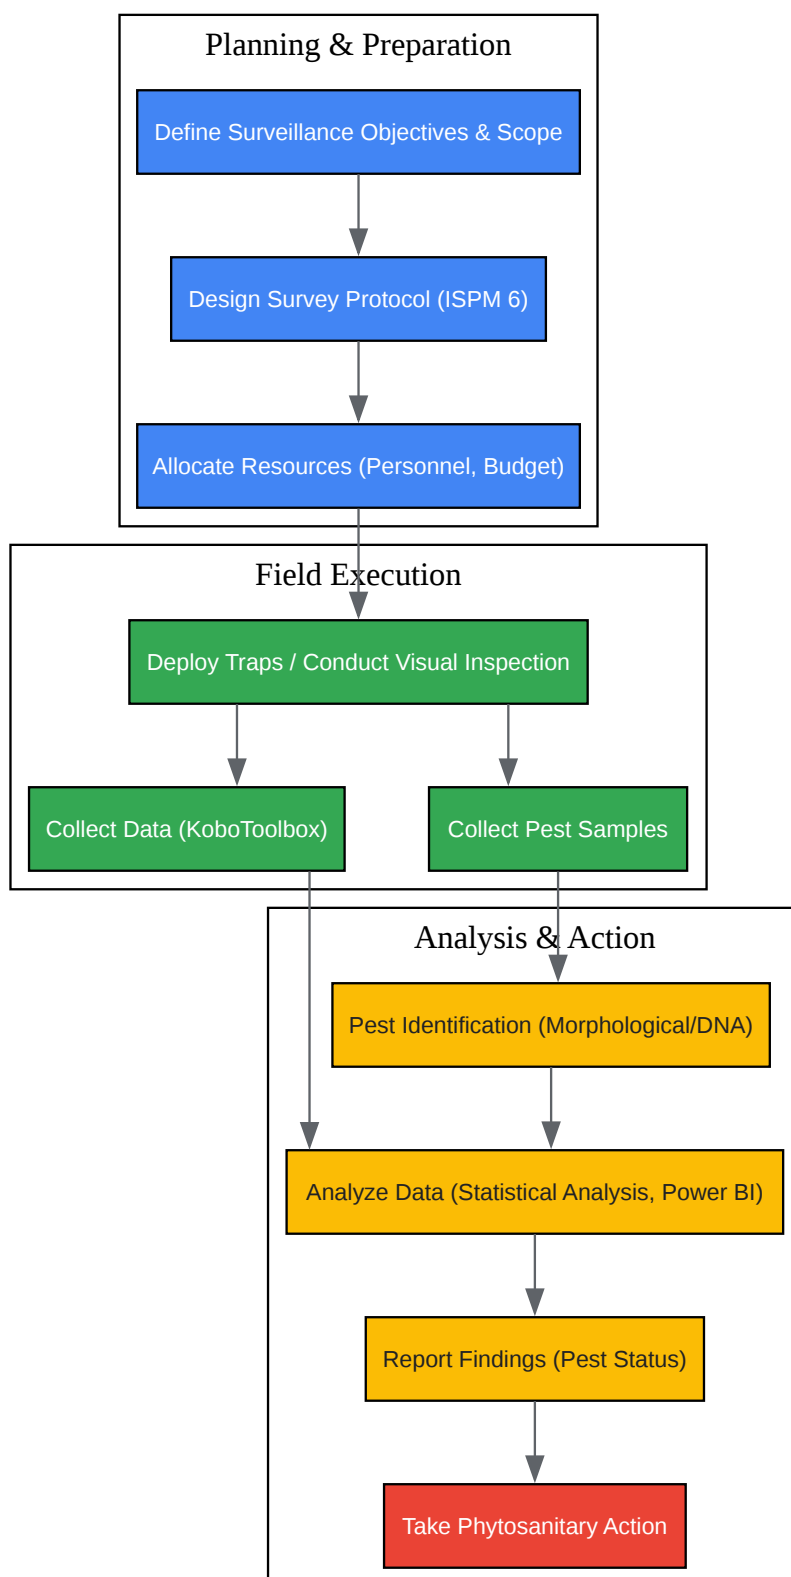 Planning & Preparation
Define Surveillance Objectives & Scope
Design Survey Protocol (ISPM 6)
Allocate Resources (Personnel, Budget)
Field Execution
Deploy Traps / Conduct Visual Inspection
Collect Data (KoboToolbox)
Collect Pest Samples
Analysis & Action
Pest Identification (Morphological/DNA)
Analyze Data (Statistical Analysis, Power BI)
Report Findings (Pest Status)
Take Phytosanitary Action